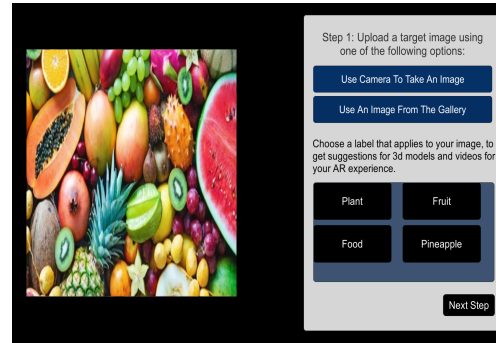 Step 1: Upload a target image using
one of the following options:
Use Camera To Take An Image
Use An Image From The Gallery
Choose a label that applies to your image, to
get suggestions for 3d models and videos for
your AR experience.
Plant
Fruit
Food
Pineapple
Next Step